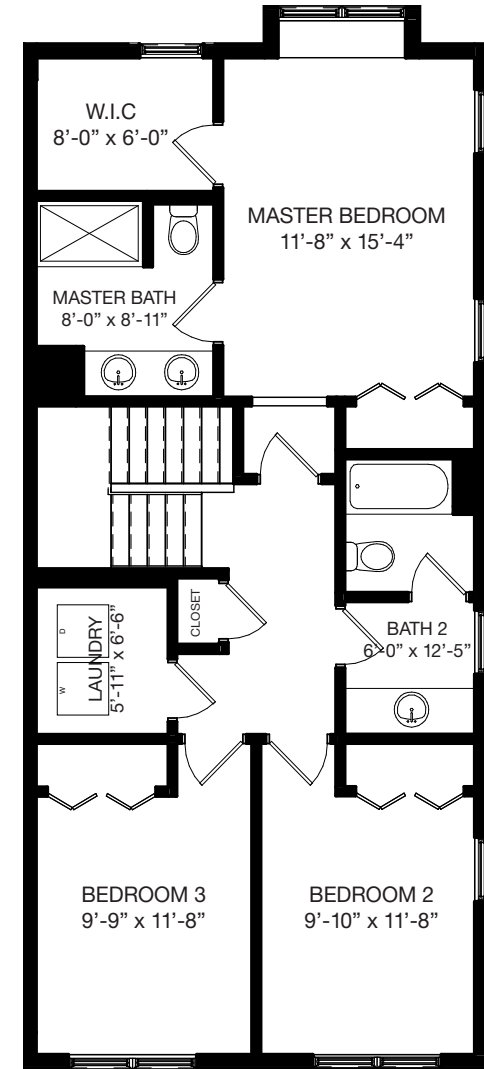 W.I.C
8’-0” x 6’-0”
MASTER BEDROOM
11’-8” x 15’-4”
MASTER BATH
8’-0” x 8’-11”
CLOSET
D
W
LAUNDRY
5’-11” x 6’-6”
BATH 2
6’-0” x 12’-5”
BEDROOM 3
9’-9” x 11’-8”
BEDROOM 2
9’-10” x 11’-8”